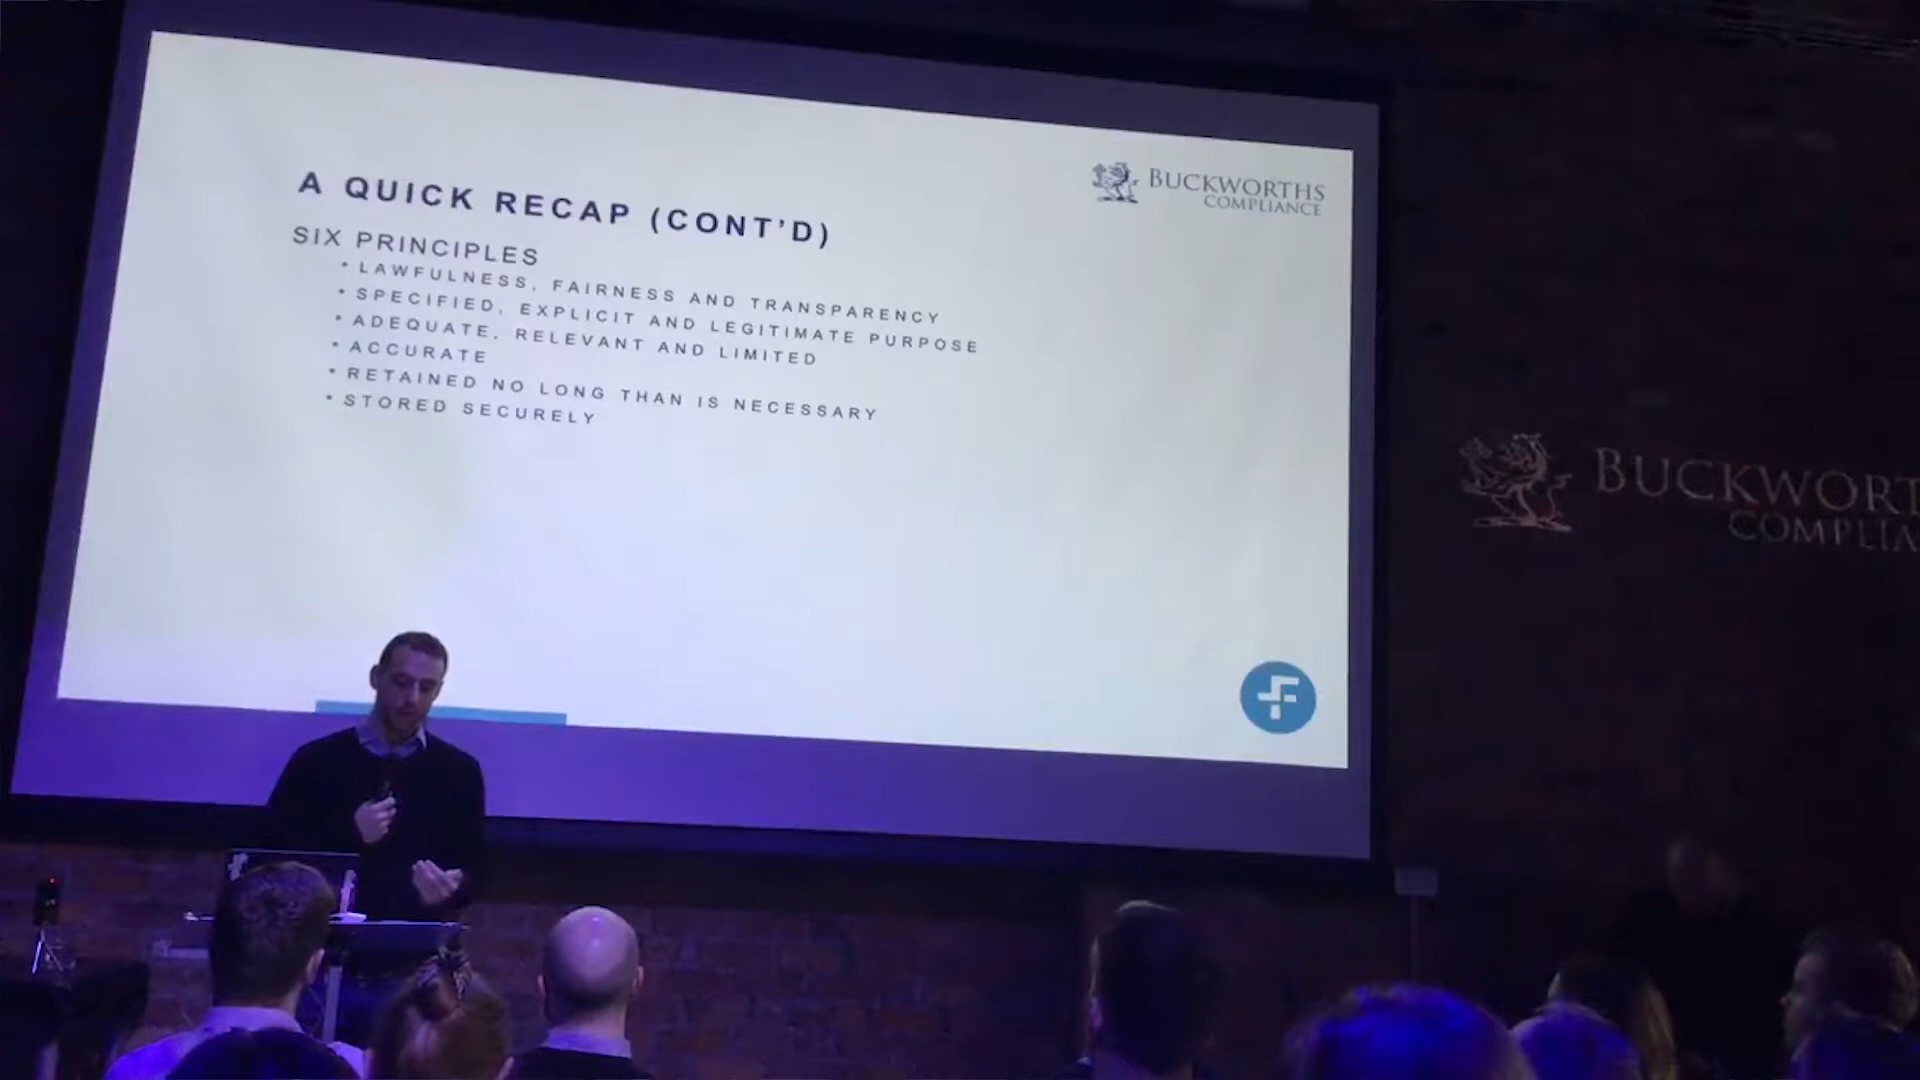 A QUICK RECAP (CONT'D)
SIX PRINCIPLES
• LAWFULNESS, FAIRNESS AND TRANSPARENCY
• SPECIFIED, EXPLICIT AND LEGITIMATE PURPOSE
• ADEQUATE, RELEVANT AND LIMITED
• ACCURATE
• RETAINED NO LONG THAN IS NECESSARY
• STORED SECURELY
BUCKWORTHS
COMPLIANCE
F
BUCKWORT
COMPLIA